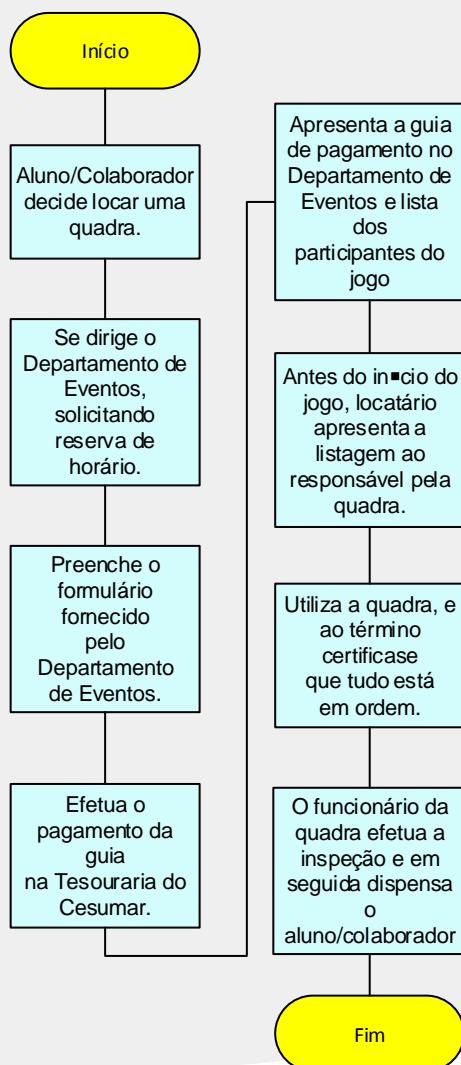 Início
Aluno/Colaborador
decide locar uma
quadra.
Se dirige o
Departamento de
Eventos,
solicitando
reserva de
horário.
Preenche o
formulário
fornecido
pelo
Departamento
de Eventos.
Efetua o
pagamento da
guia
na Tesouraria do
Cesumar.
Apresenta a guia
de pagamento no
Departamento de
Eventos e lista
dos
participantes do
jogo
Antes do in■cio do
jogo, locatário
apresenta a
listagem ao
responsável pela
quadra.
Utiliza a quadra, e
ao término
certificase
que tudo está
em ordem.
O funcionário da
quadra efetua a
inspeção e em
seguida dispensa
o
aluno/colaborador
Fim